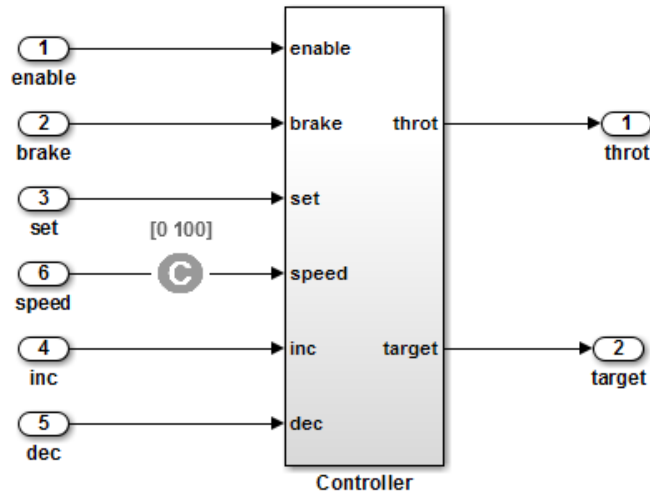 1
enable
enable
2
brake
brake
throt
1
throt
3
set
set
[0 100]
C
6
speed
speed
4
inc
inc
target
2
target
5
dec
dec
Controller